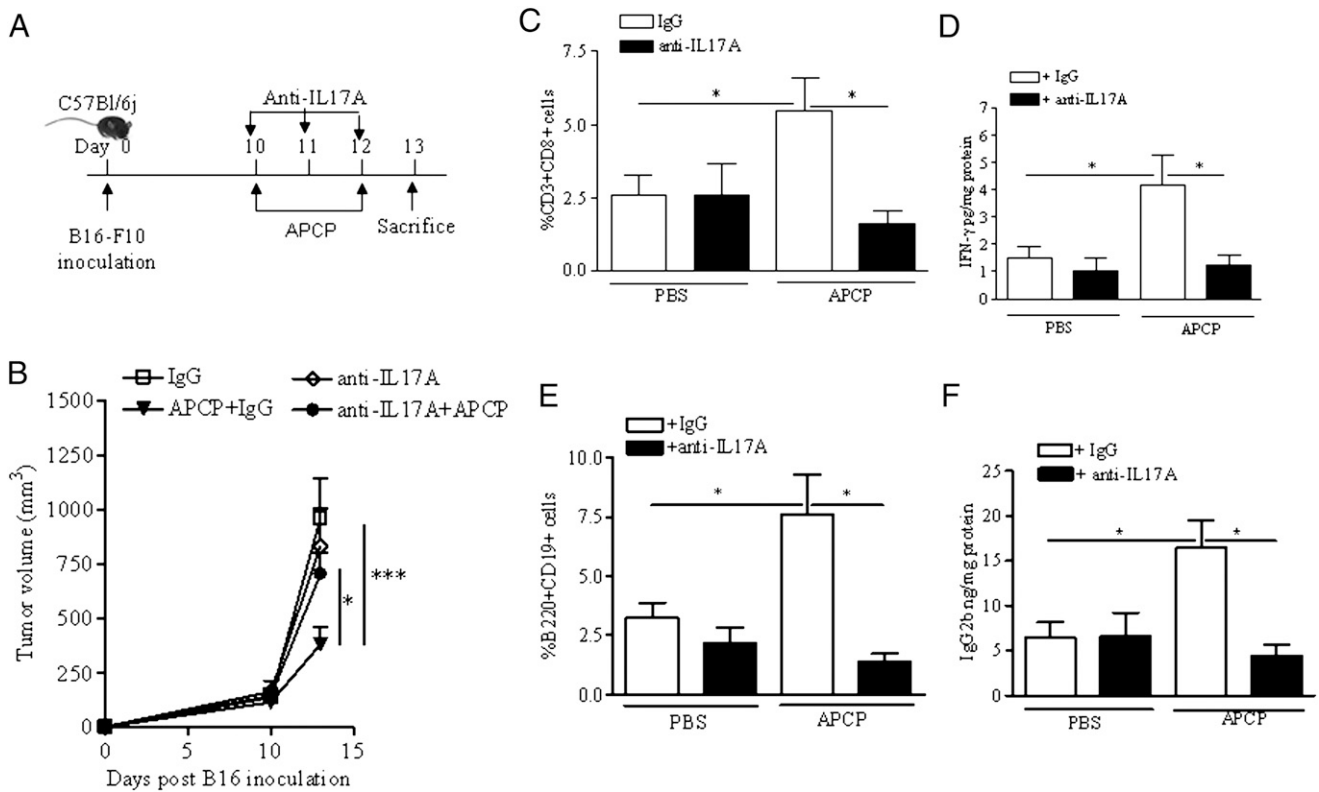 A
C57Bl/6j
Anti-IL17A
Day 0 10 11 12 13
B16-F10
inoculation
APCP
Sacrifice
B
IgG
anti-IL17A
APCP+IgG
anti-IL17A+APCP
Tumor volume (mm³)
1500
1250
1000
750
500
250
0
*
***
0 5 10 15
Days post B16 inoculation
C
IgG
anti-IL17A
%CD3+CD8+ cells
7.5
5.0
2.5
0.0
*
*
PBS
APCP
D
+ IgG
+ anti-IL17A
IFN-γ pg/mg protein
7
6
5
4
3
2
1
0
*
*
PBS
APCP
E
+IgG
+anti-IL17A
%B220+CD19+ cells
10.0
7.5
5.0
2.5
0.0
*
*
PBS
APCP
F
+ IgG
+ anti-IL17A
IgG2b ng/mg protein
25
20
15
10
5
0
*
*
PBS
APCP